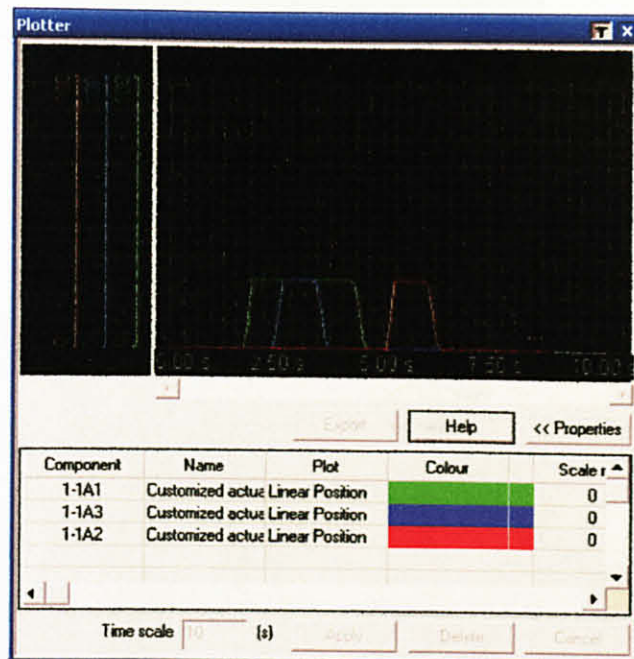 Plotter
0.00 s 2.50 s 5.00 s 7.50 s 10.00 s
Export Help << Properties
Component Name Plot Colour Scale r
1-1A1 Customized actua Linear Position 0
1-1A3 Customized actua Linear Position 0
1-1A2 Customized actua Linear Position 0
Time scale 10 (s) Apply Delete Cancel